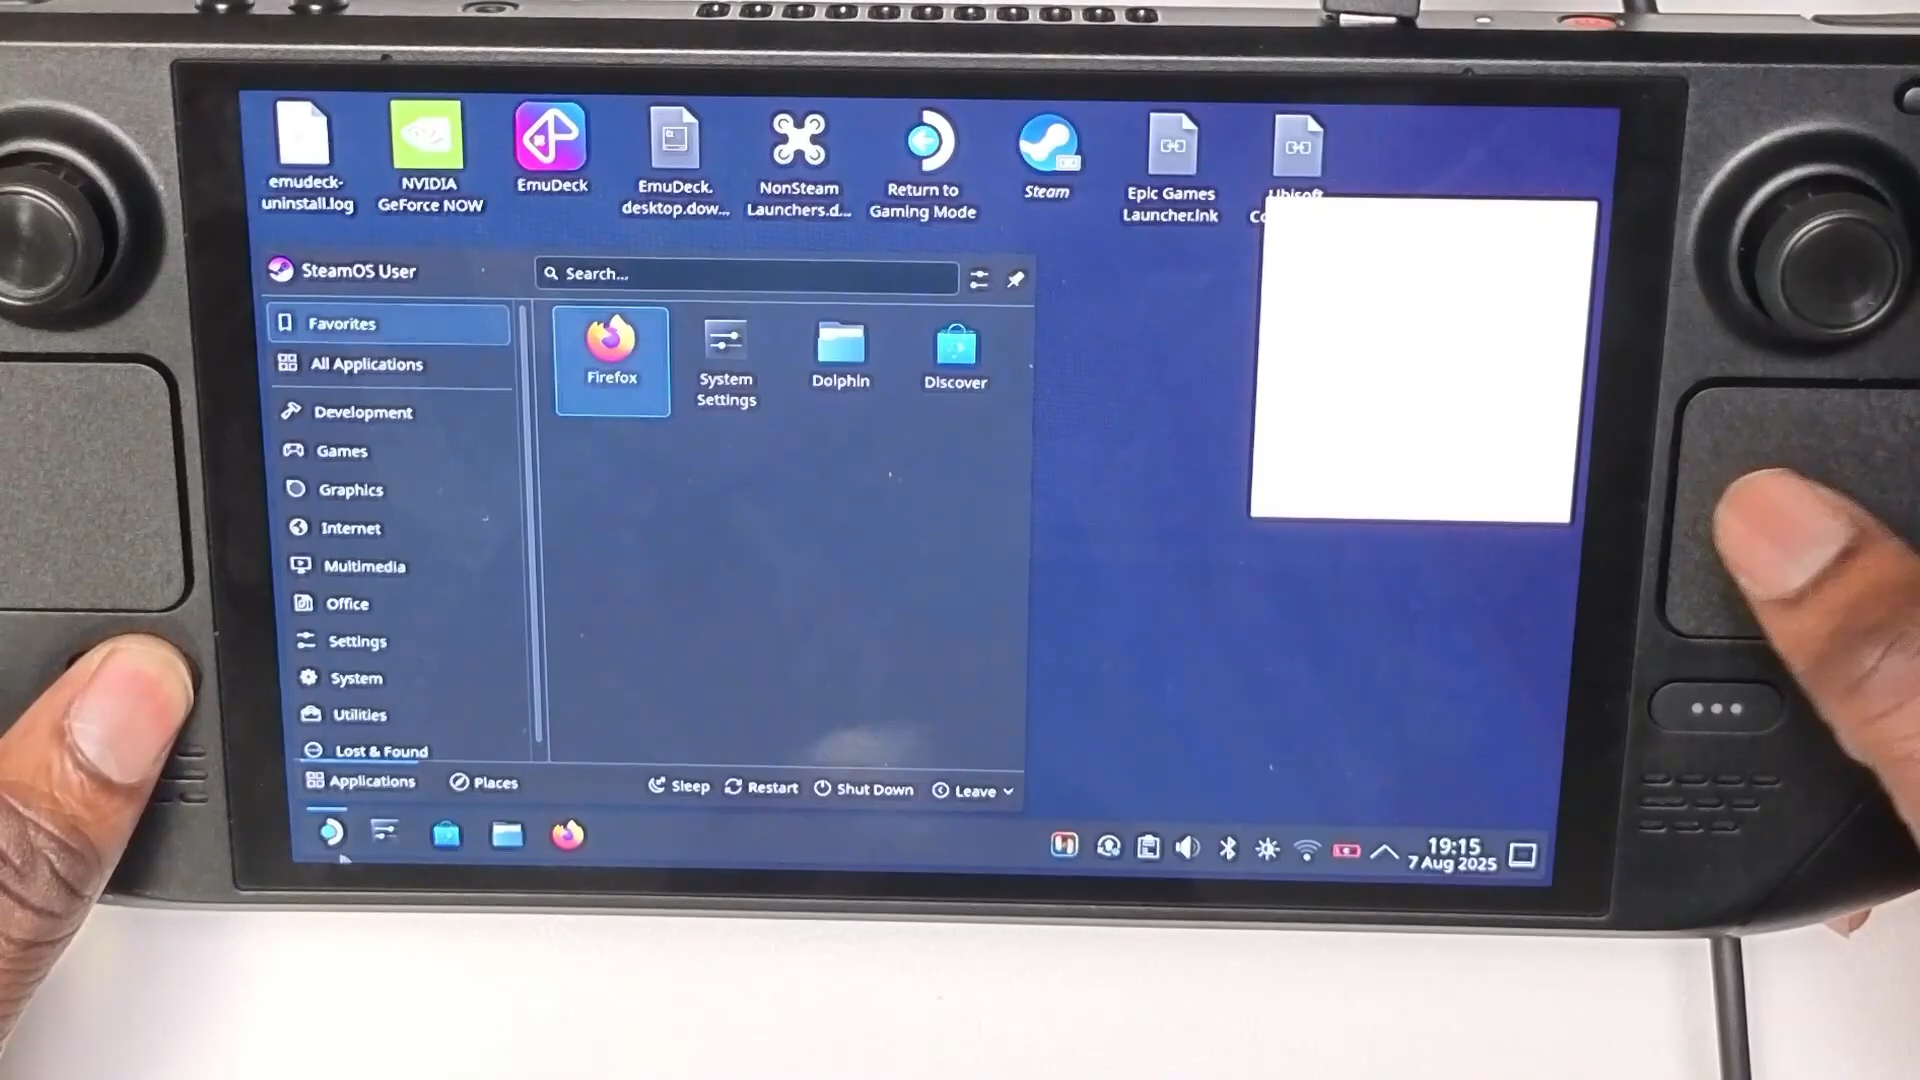 emudeck-
uninstall.log
NVIDIA
GeForce NOW
EmuDeck
EmuDeck.
desktop.dow...
NonSteam
Launchers.d...
Return to
Gaming Mode
Steam
Epic Games
Launcher.lnk
Ubisoft
Co
SteamOS User
Search...
Favorites
All Applications
Development
Games
Graphics
Internet
Multimedia
Office
Settings
System
Utilities
Lost & Found
Firefox
System
Settings
Dolphin
Discover
Applications
Places
Sleep
Restart
Shut Down
Leave
19:15
7 Aug 2025